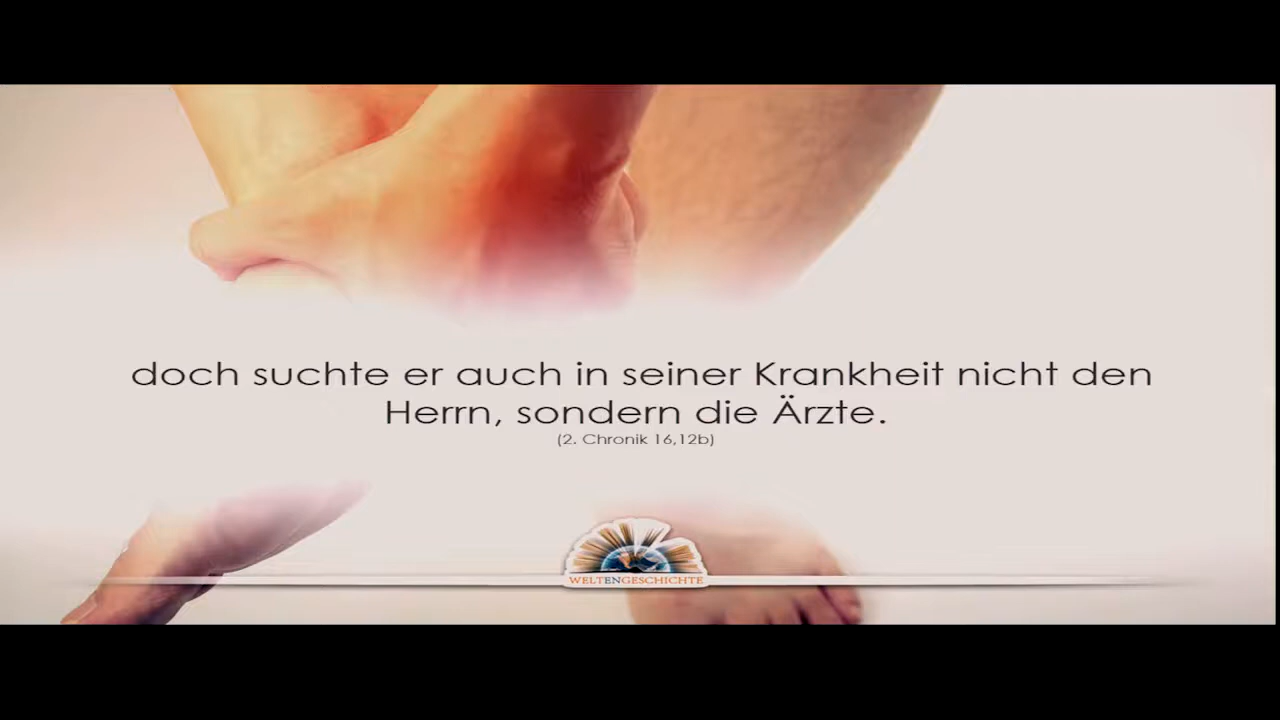 doch suchte er auch in seiner Krankheit nicht den
Herrn, sondern die Ärzte.
(2. Chronik 16,12b)
WELTENGESCHICHTE